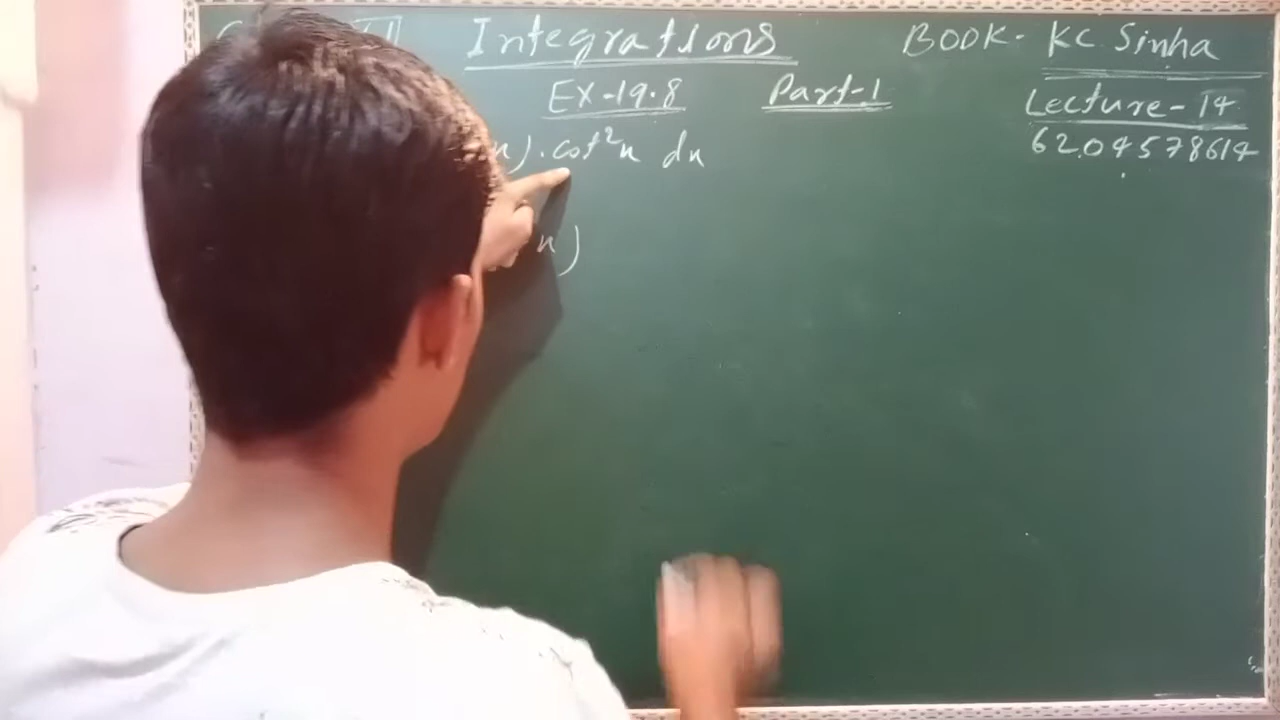 Integrations BOOK- KC Sinha
EX-19.8 Part-1 Lecture-14
x).cot²x dx 6204578614
x)